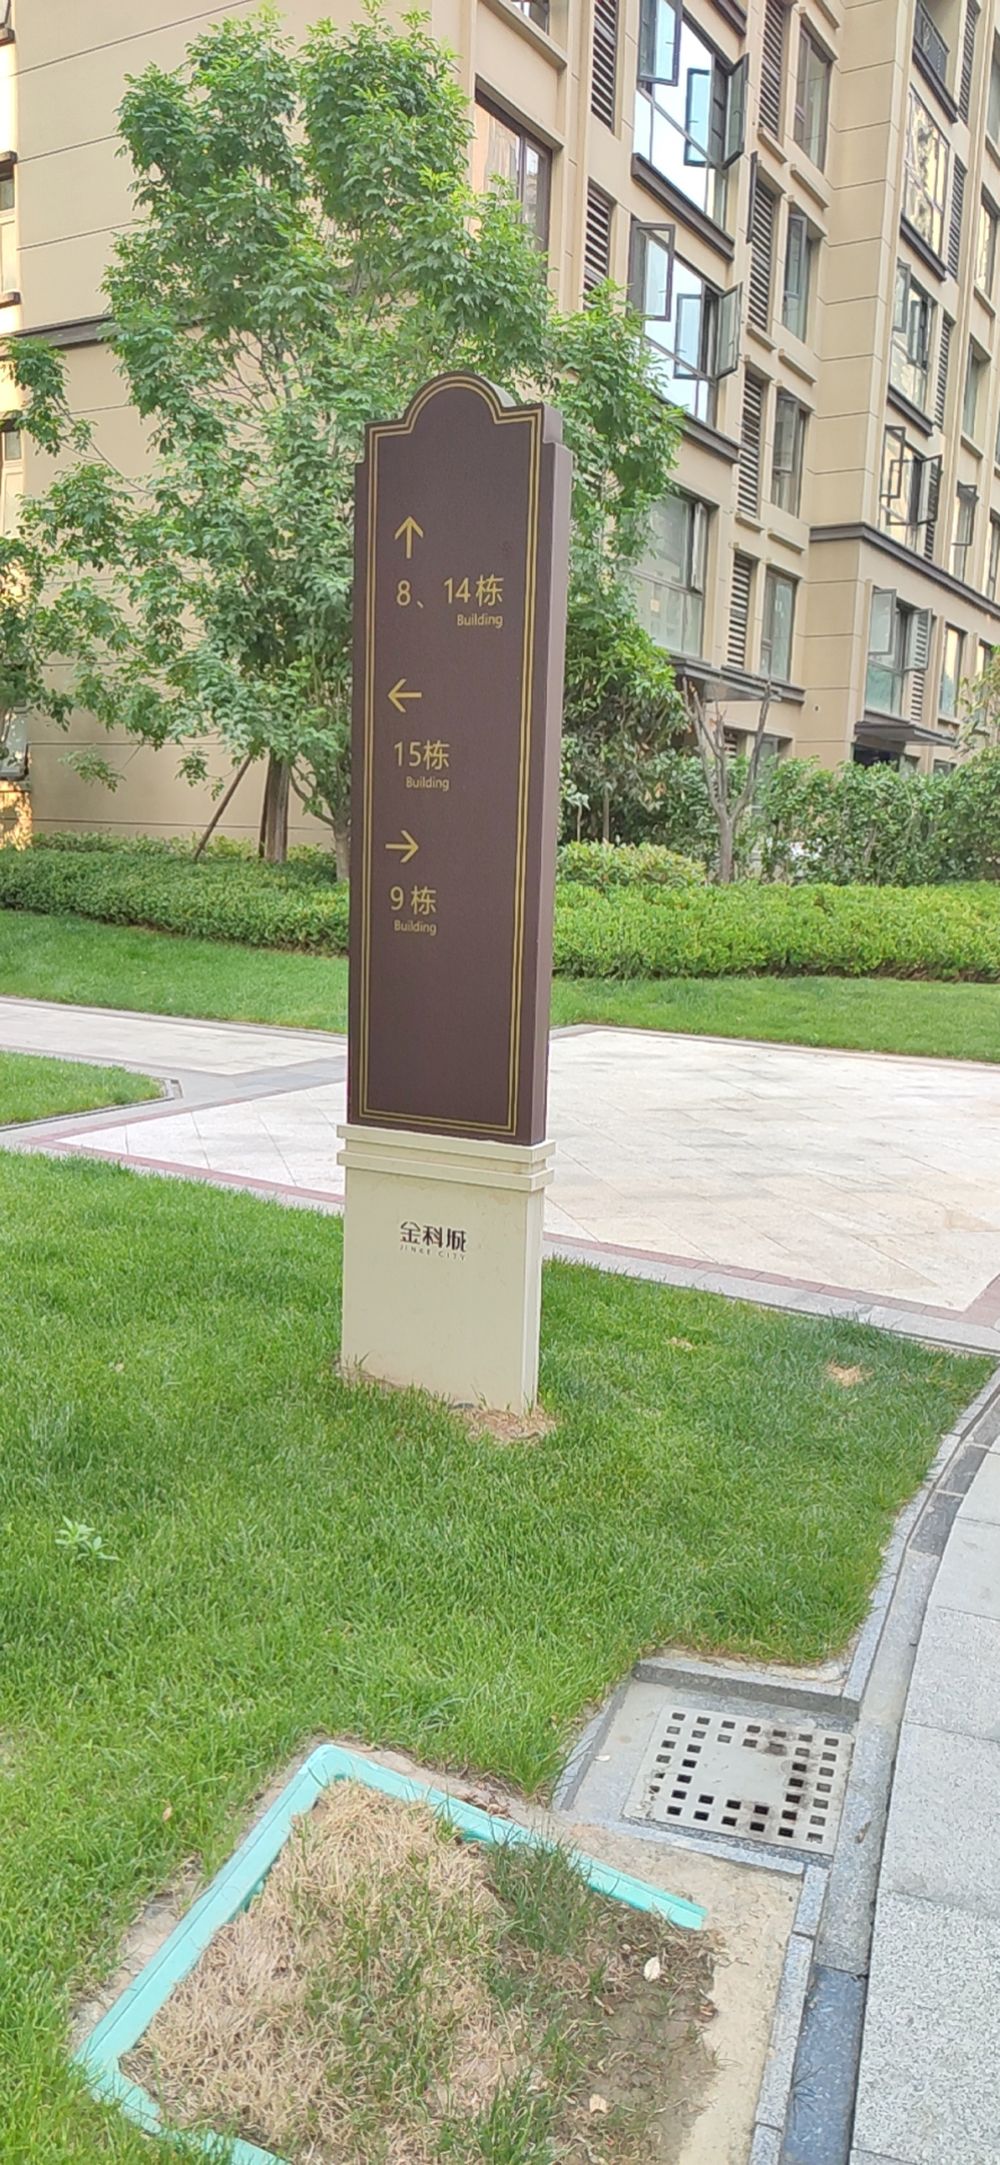 ↑
8、14栋
Building
←
15栋
Building
→
9栋
Building
金科城
JINKE CITY